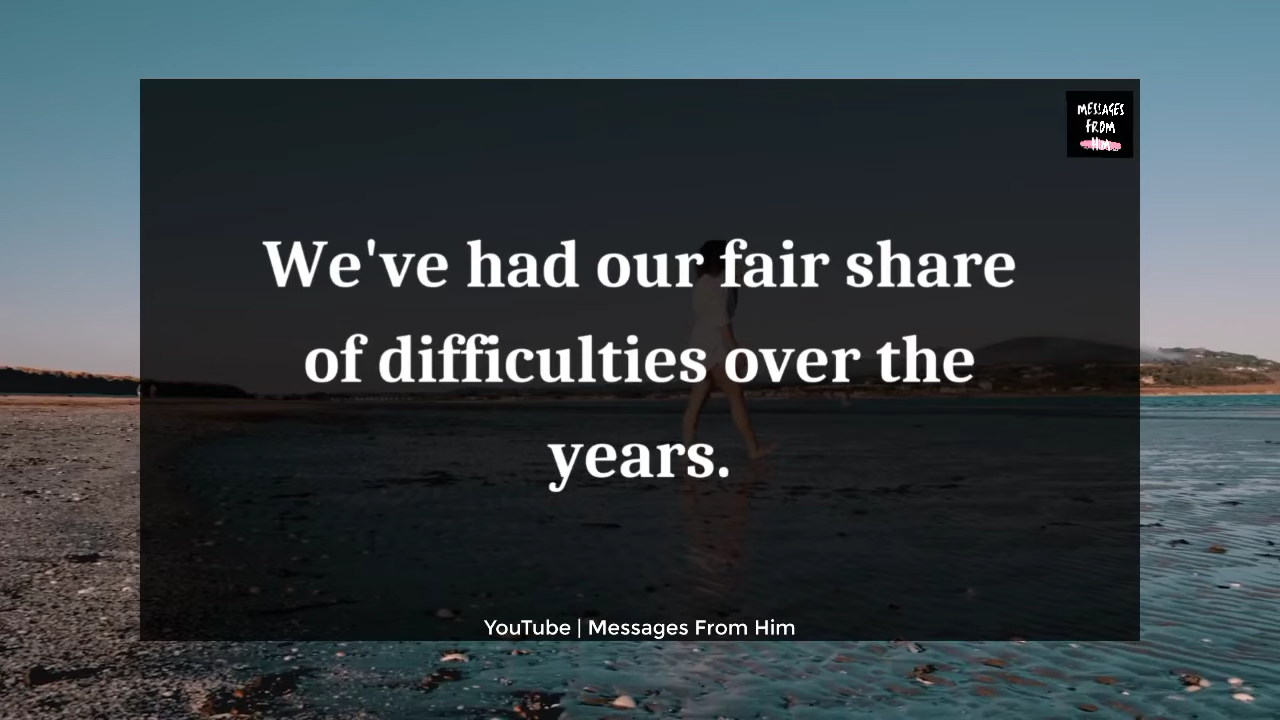 MESSAGES
FROM
HIM
We've had our fair share
of difficulties over the
years.
YouTube | Messages From Him